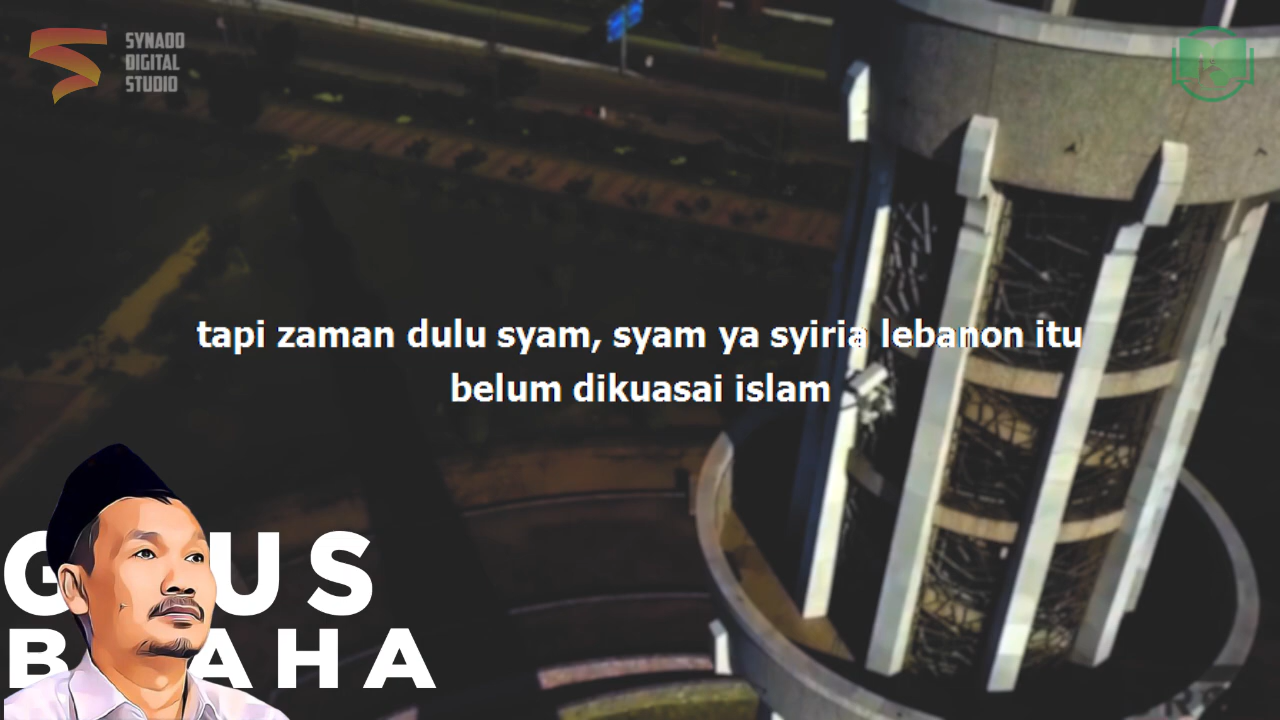 SYNADO
DIGITAL
STUDIO
tapi zaman dulu syam, syam ya syiria lebanon itu
belum dikuasai islam
GUS
BAHA